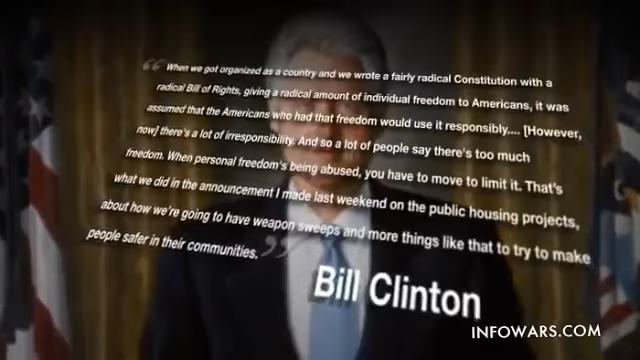 “When we got organized as a country and we wrote a fairly radical Constitution with a
radical Bill of Rights, giving a radical amount of individual freedom to Americans, it was
assumed that the Americans who had that freedom would use it responsibly.... [However,
now] there's a lot of irresponsibility. And so a lot of people say there's too much
freedom. When personal freedom's being abused, you have to move to limit it. That's
what we did in the announcement I made last weekend on the public housing projects,
about how we're going to have weapon sweeps and more things like that to try to make
people safer in their communities.”
Bill Clinton
INFOWARS.COM